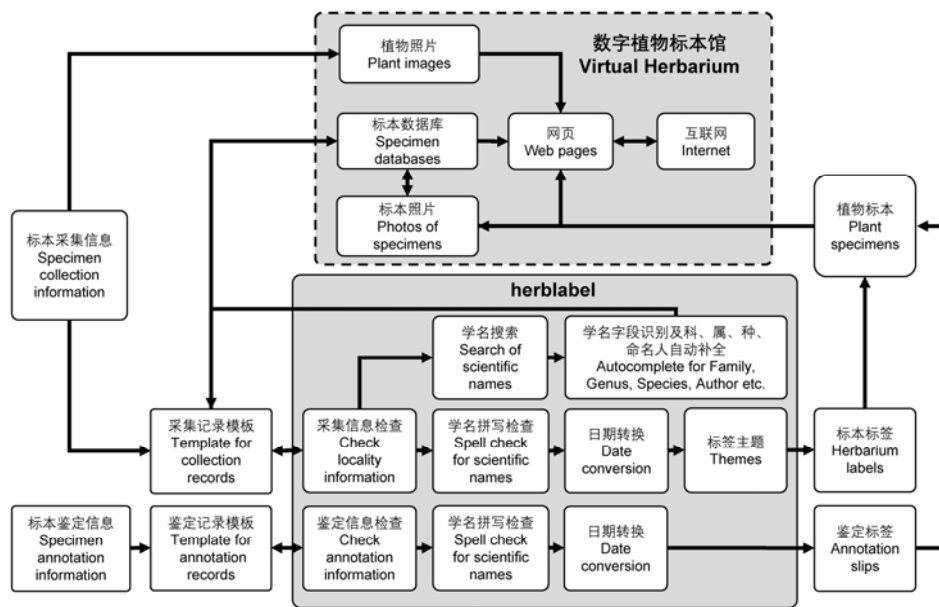 植物照片
Plant images
数字植物标本馆
Virtual Herbarium
标本数据库
Specimen
databases
网页
Web pages
互联网
Internet
标本照片
Photos of
specimens
植物标本
Plant
specimens
标本采集信息
Specimen
collection
information
herblabel
学名搜索
Search of
scientific
names
学名字段识别及科、属、种、
命名人自动补全
Autocomplete for Family,
Genus, Species, Author etc.
采集记录模板
Template for
collection
records
采集信息检查
Check
locality
information
学名拼写检查
Spell check
for scientific
names
日期转换
Date
conversion
标签主题
Themes
标本标签
Herbarium
labels
标本鉴定信息
Specimen
annotation
information
鉴定记录模板
Template for
annotation
records
鉴定信息检查
Check
annotation
information
学名拼写检查
Spell check
for scientific
names
日期转换
Date
conversion
鉴定标签
Annotation
slips